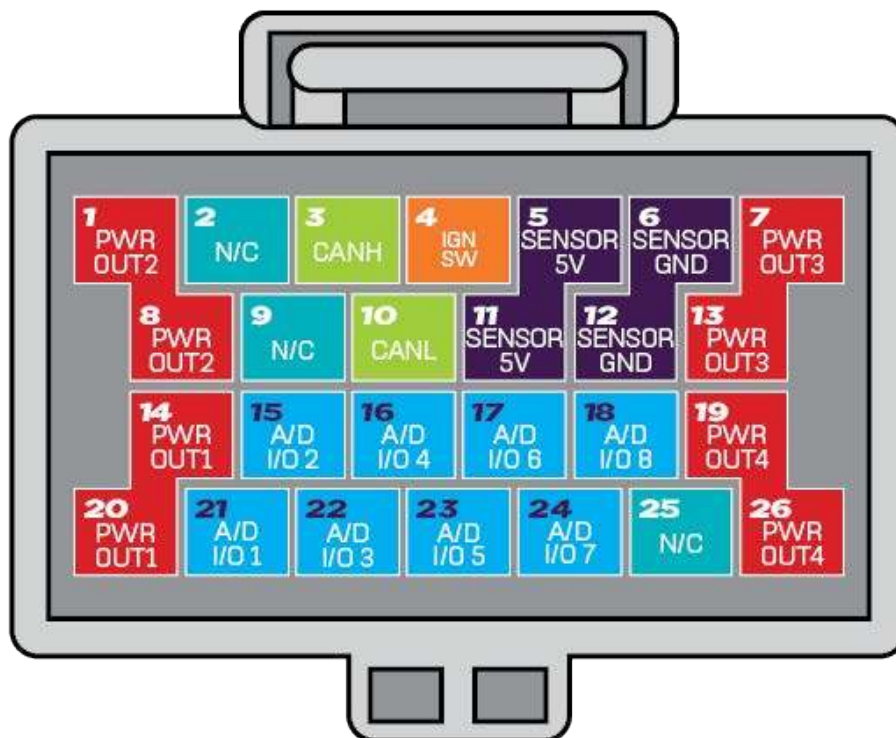 1 PWR OUT2
2 N/C
3 CANH
4 IGN SW
5 SENSOR 5V
6 SENSOR GND
7 PWR OUT3
8 PWR OUT2
9 N/C
10 CANL
11 SENSOR 5V
12 SENSOR GND
13 PWR OUT3
14 PWR OUT1
15 A/D I/O 2
16 A/D I/O 4
17 A/D I/O 6
18 A/D I/O 8
19 PWR OUT4
20 PWR OUT1
21 A/D I/O 1
22 A/D I/O 3
23 A/D I/O 5
24 A/D I/O 7
25 N/C
26 PWR OUT4